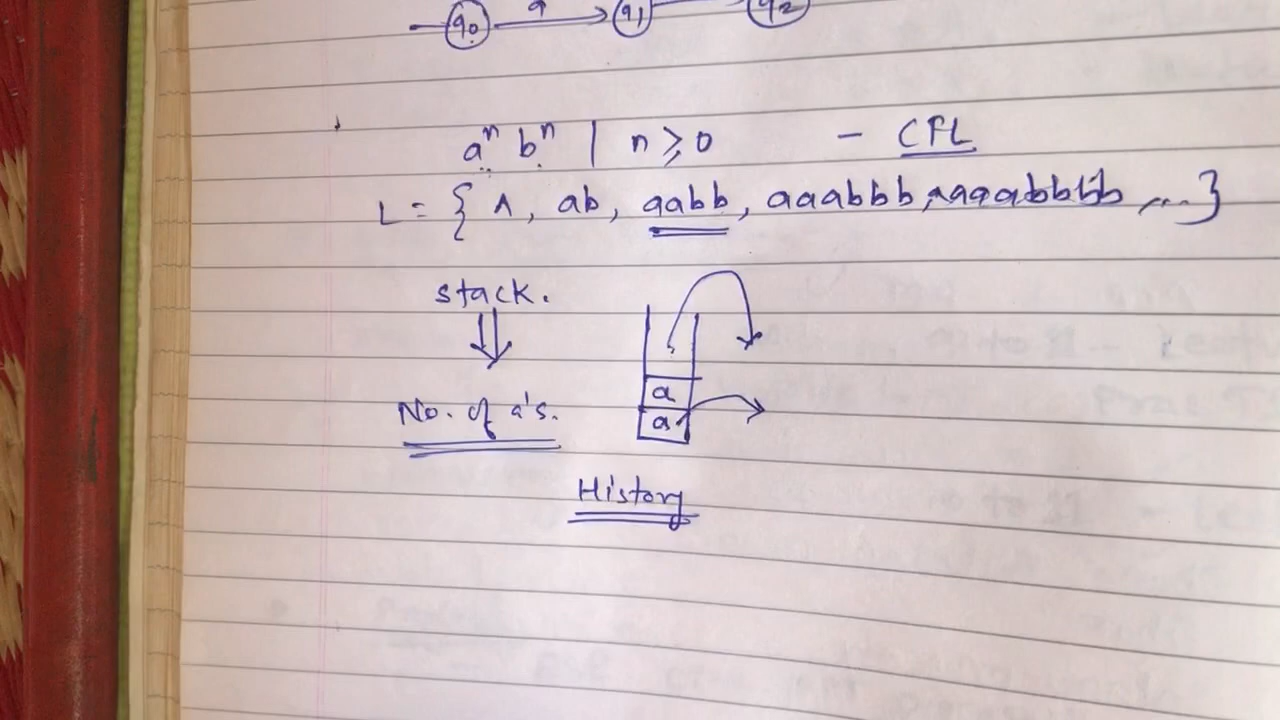 q0 a q1 q2
aⁿ bⁿ | n ≥ 0 - CFL
L = { Λ, ab, aabb, aaabbb, aaaabbbb, ... }
stack.
No. of a's.
a
a
History